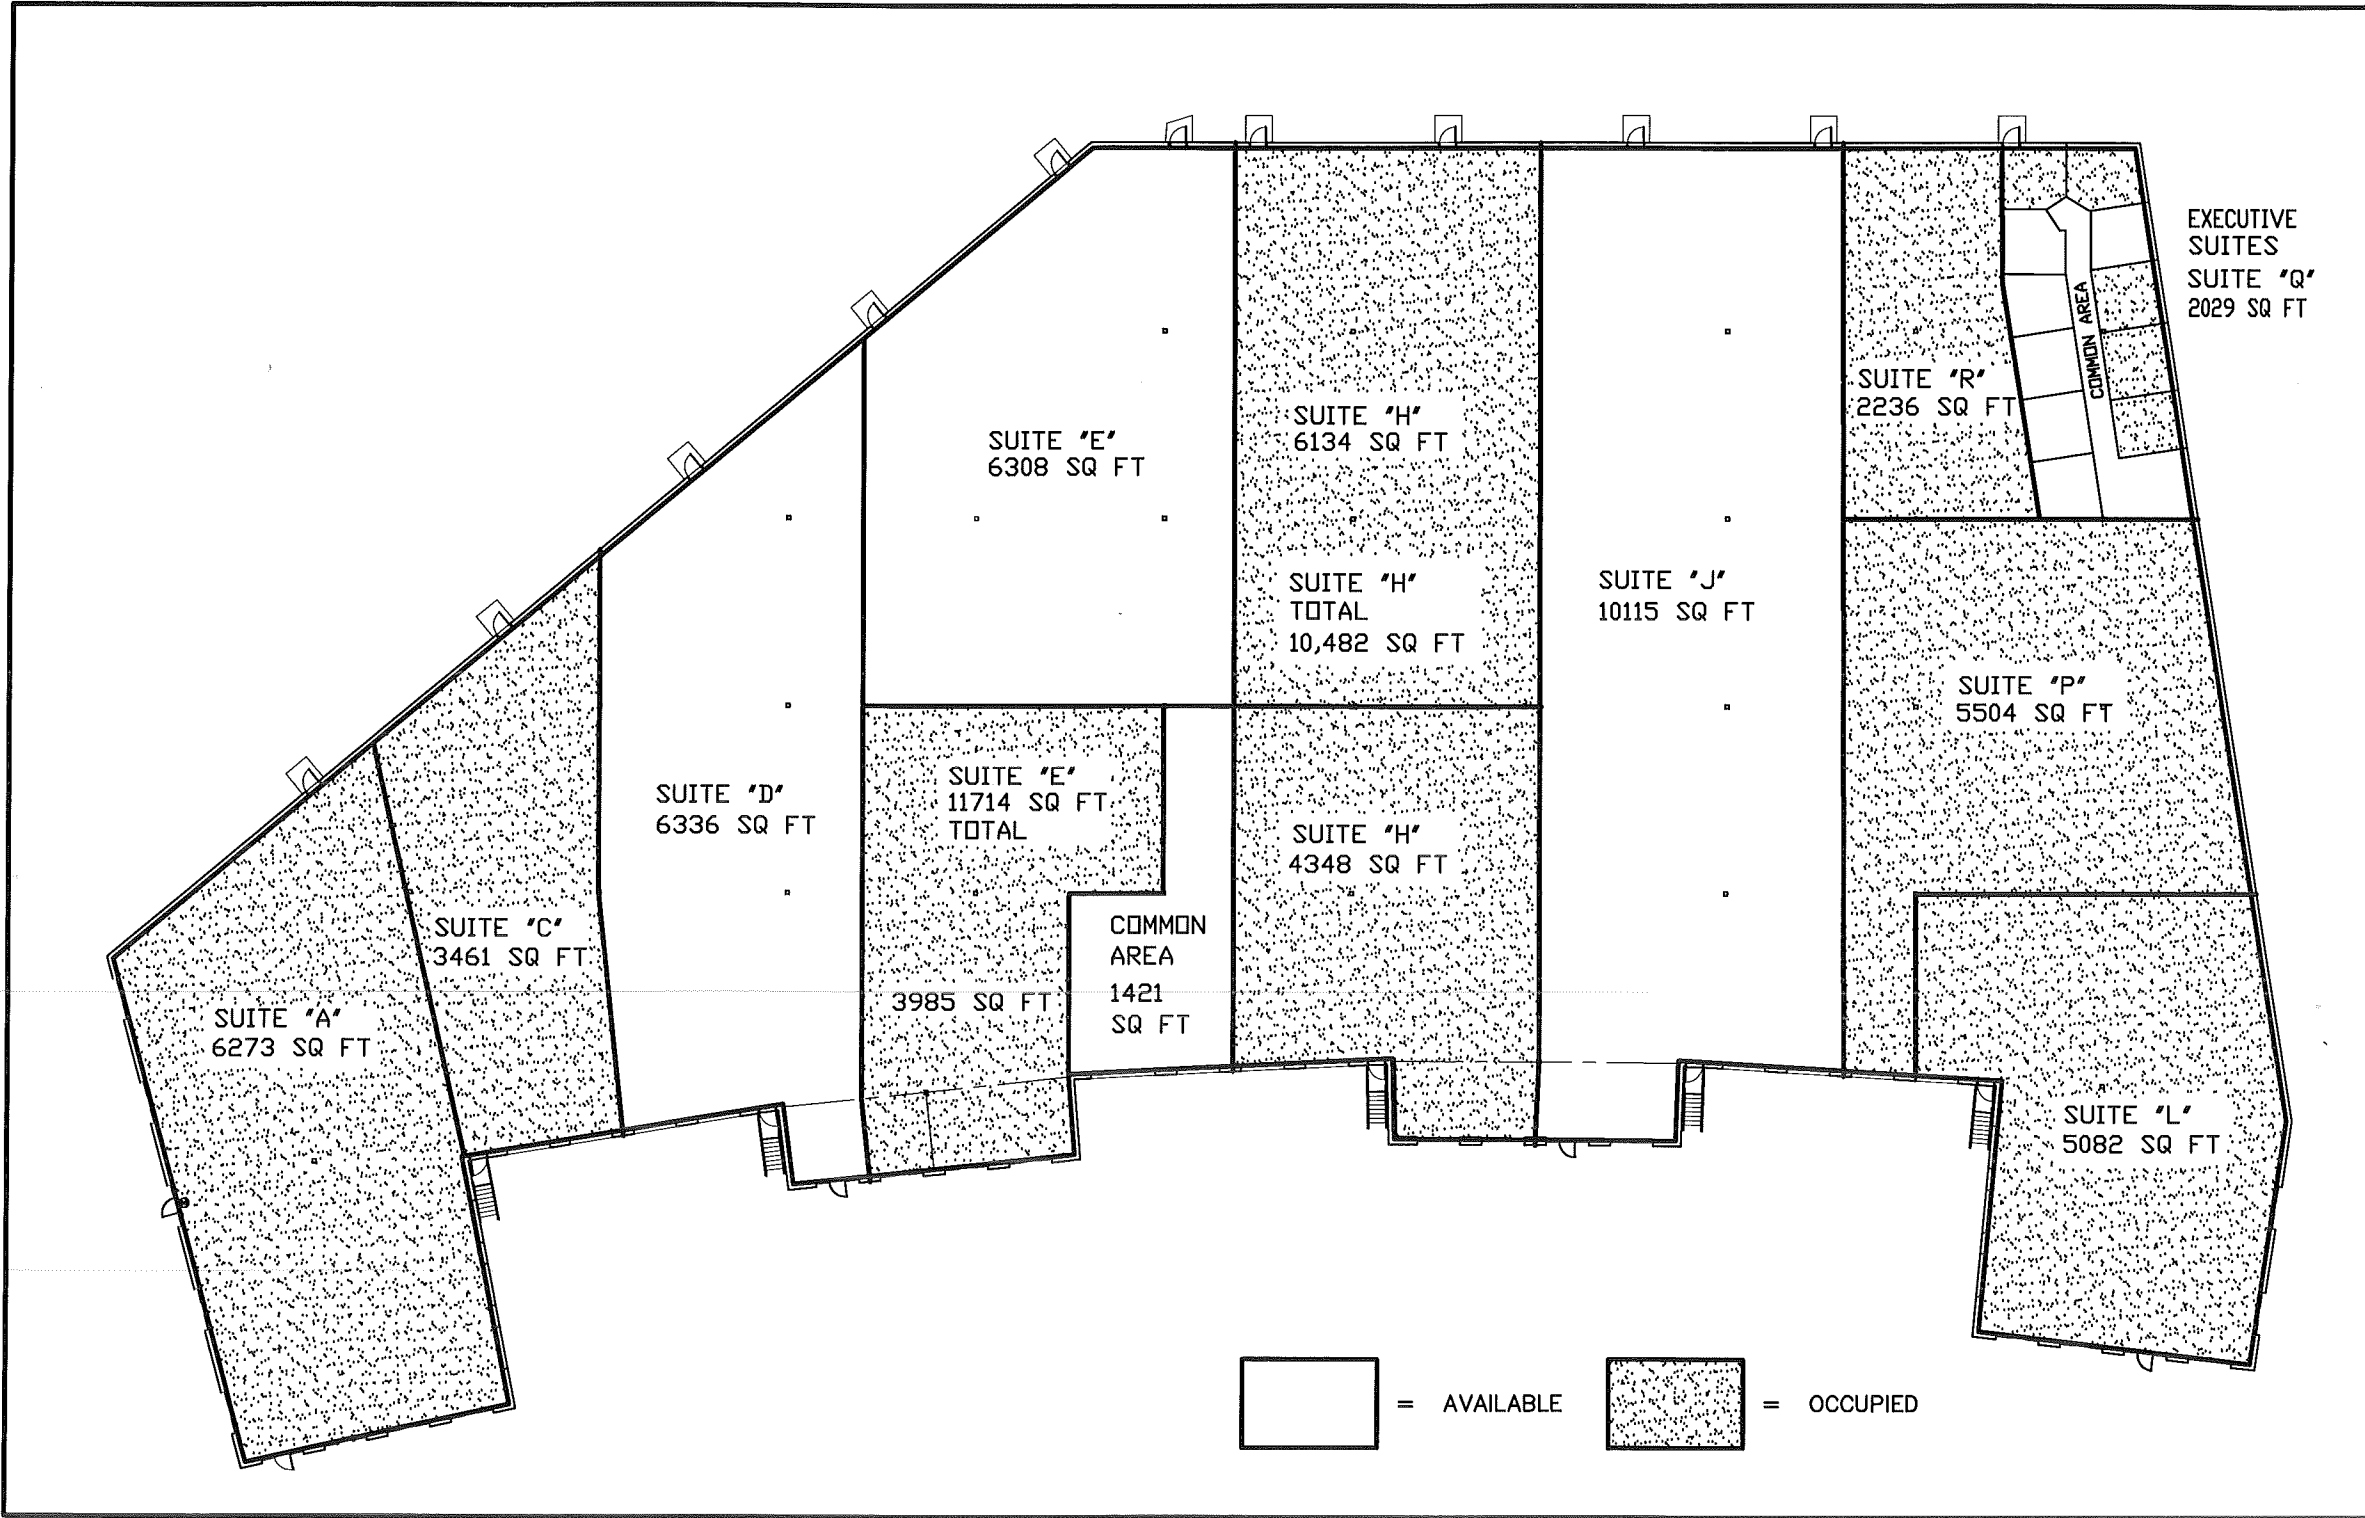 EXECUTIVE
SUITES
SUITE "Q"
2029 SQ FT
COMMON AREA
SUITE "R"
2236 SQ FT
SUITE "E"
6308 SQ FT
SUITE "H"
6134 SQ FT
SUITE "H"
TOTAL
10,482 SQ FT
SUITE "J"
10115 SQ FT
SUITE "P"
5504 SQ FT
SUITE "D"
6336 SQ FT
SUITE "E"
11714 SQ FT
TOTAL
3985 SQ FT
SUITE "H"
4348 SQ FT
COMMON
AREA
1421
SQ FT
SUITE "C"
3461 SQ FT
SUITE "A"
6273 SQ FT
SUITE "L"
5082 SQ FT
= AVAILABLE
= OCCUPIED